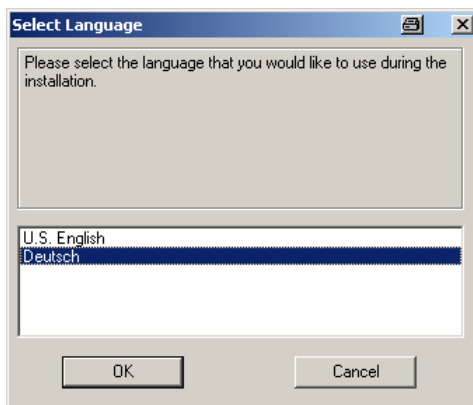 Select Language
Please select the language that you would like to use during the
installation.
U.S. English
Deutsch
OK
Cancel